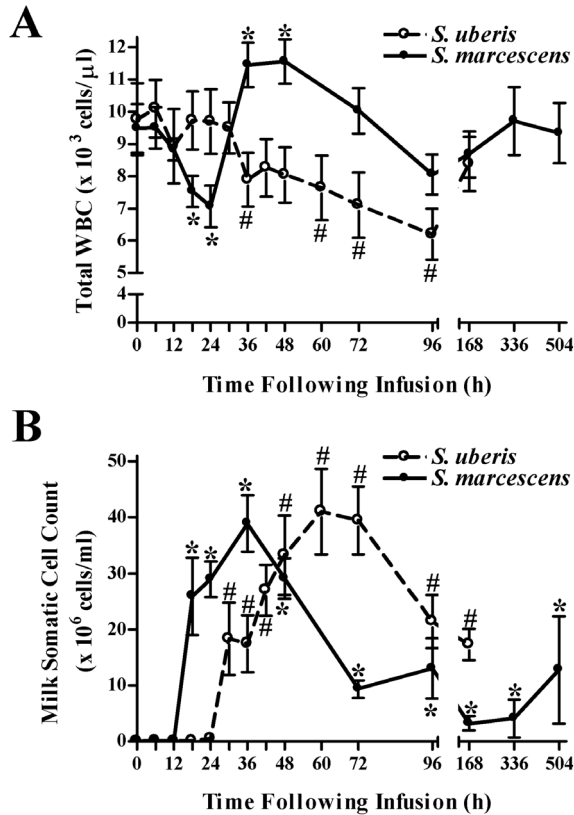 A
S. uberis
S. marcescens
Total WBC (x 10³ cells/μl)
12
11
10
9
8
7
6
5
4
0
* * * * # # # #
0 12 24 36 48 60 72 96 168 336 504
Time Following Infusion (h)
B
S. uberis
S. marcescens
Milk Somatic Cell Count
(x 10⁶ cells/ml)
50
40
30
20
10
0
* * * # # # # # # * * # * # * * *
0 12 24 36 48 60 72 96 168 336 504
Time Following Infusion (h)